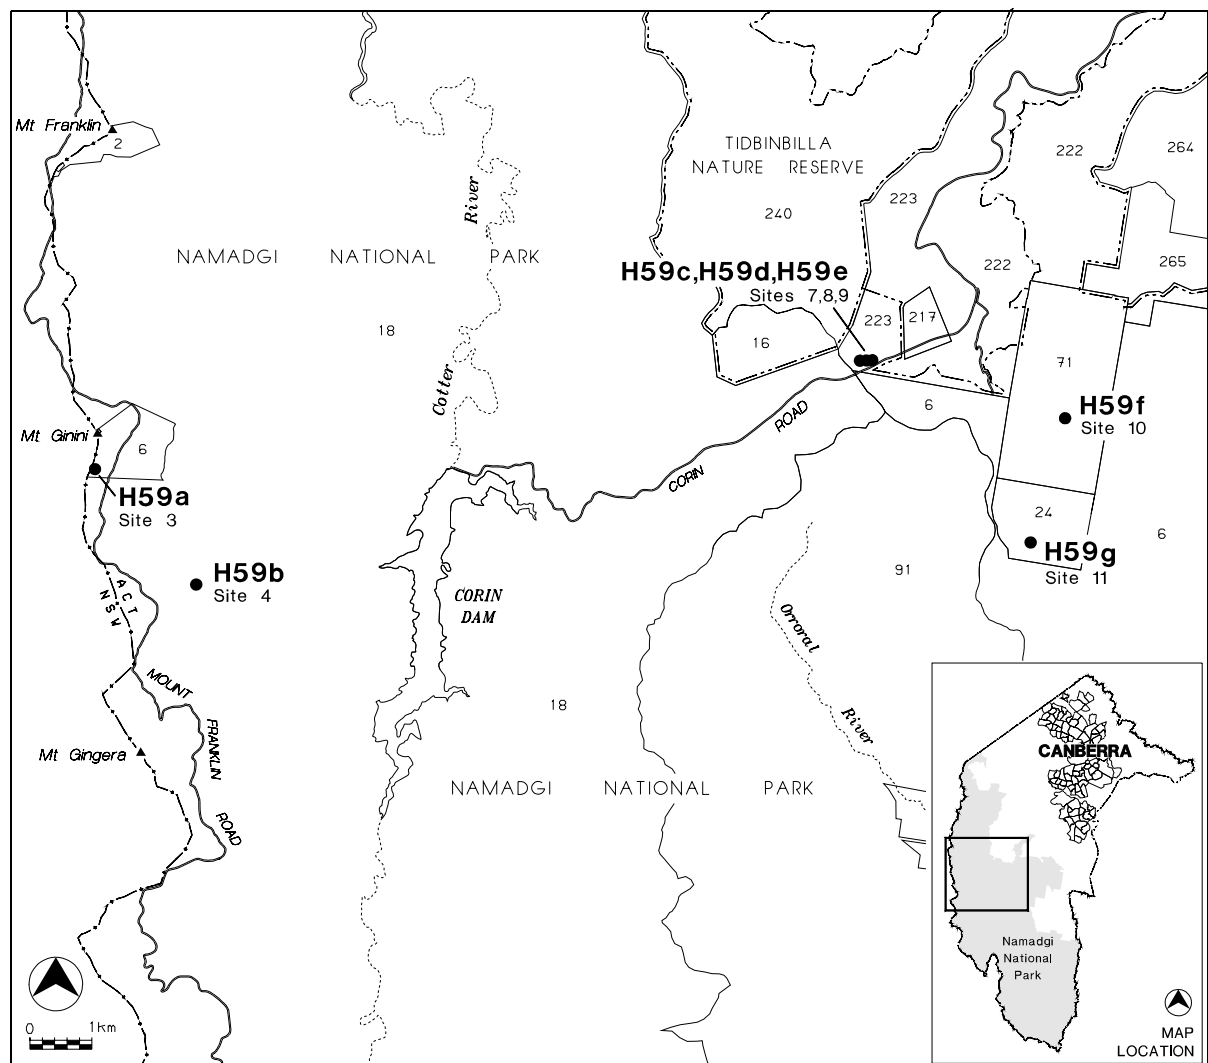 Mt Franklin
2
TIDBINBILLA
NATURE RESERVE
240
223
222
264
222
265
River
NAMADGI NATIONAL PARK
H59c,H59d,H59e
Sites 7,8,9
18
16
223
217
71
Cotter
H59f
Site 10
6
Mt Ginini
6
ROAD
CORIN
H59a
Site 3
24
H59g
Site 11
6
H59b
Site 4
ACT
NSW
CORIN
DAM
91
Orroral
River
MOUNT
FRANKLIN
ROAD
18
Mt Gingera
NAMADGI NATIONAL PARK
CANBERRA
Namadgi
National
Park
0 1km
MAP
LOCATION